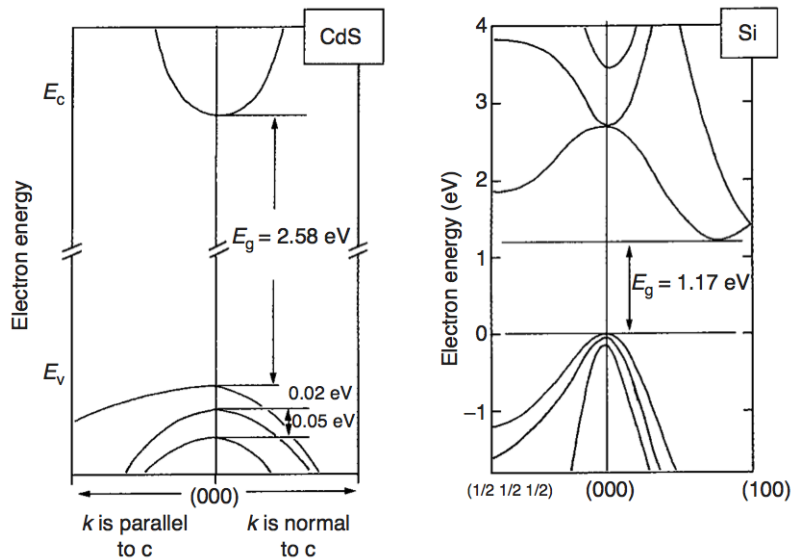 CdS
E_c
Electron energy
E_g = 2.58 eV
E_v
0.02 eV
0.05 eV
(000)
k is parallel
to c
k is normal
to c
Si
Electron energy (eV)
4
3
2
1
0
−1
E_g = 1.17 eV
(1/2 1/2 1/2)
(000)
(100)